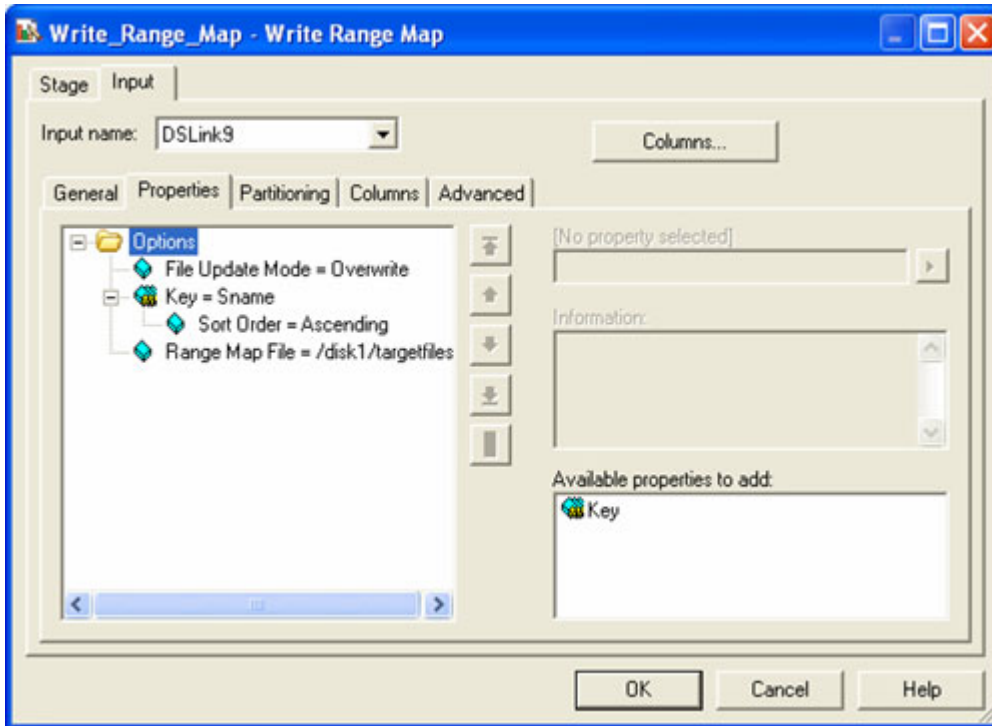 Write_Range_Map - Write Range Map
Stage Input
Input name: DSLink9 Columns...
General Properties Partitioning Columns Advanced
Options
File Update Mode = Overwrite
Key = Sname
Sort Order = Ascending
Range Map File = /disk1/targetfiles
[No property selected]
Information:
Available properties to add:
Key
OK Cancel Help